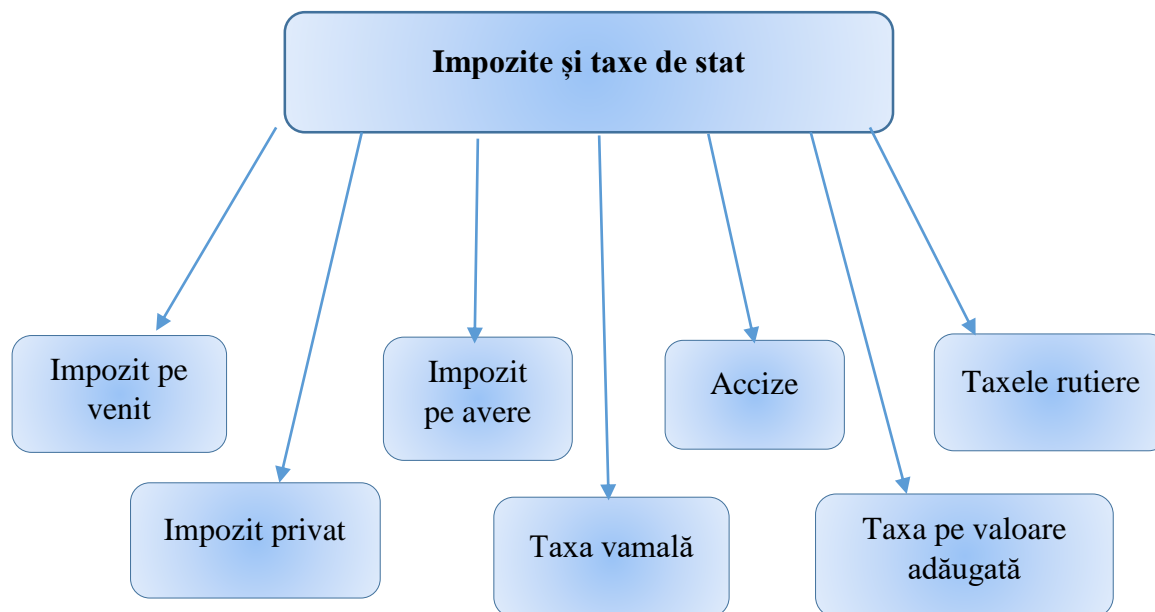 Impozite și taxe de stat
Impozit pe
venit
Impozit
pe avere
Accize
Taxele rutiere
Impozit privat
Taxa vamală
Taxa pe valoare
adăugată